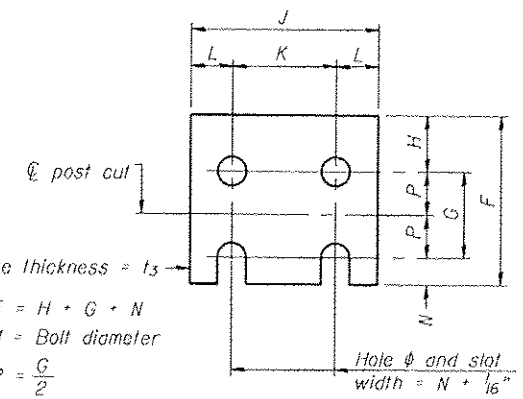 J
L K L
H
℄ post cut
P
G
F
P
thickness = t₃
= H + G + N
N
= Bolt diameter
= G/2
Hole ϕ and slot
width = N + 1/16"